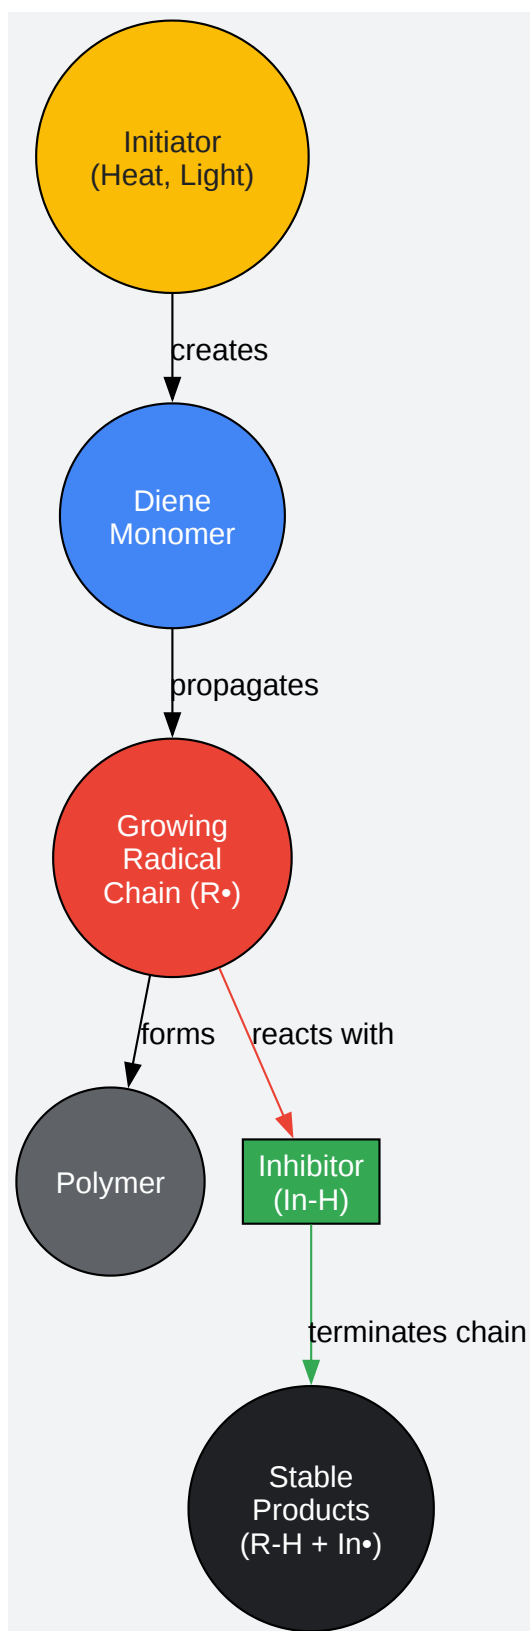 Initiator
(Heat, Light)
creates
Diene
Monomer
propagates
Growing
Radical
Chain (R•)
forms
reacts with
Polymer
Inhibitor
(In-H)
terminates chain
Stable
Products
(R-H + In•)